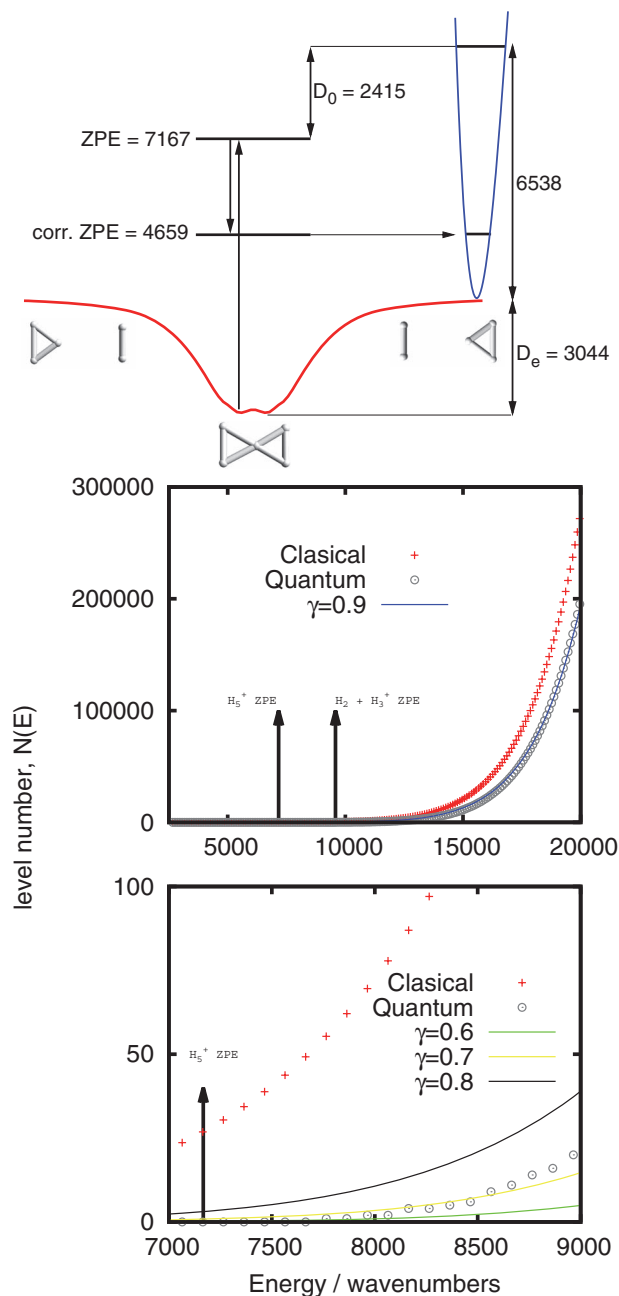 D0 = 2415
ZPE = 7167
6538
corr. ZPE = 4659
De = 3044
level number, N(E)
300000
200000
100000
0
Clasical
Quantum
γ=0.9
H5+ ZPE
H2 + H3+ ZPE
5000 10000 15000 20000
100
50
0
Clasical
Quantum
γ=0.6
γ=0.7
γ=0.8
H5+ ZPE
7000 7500 8000 8500 9000
Energy / wavenumbers